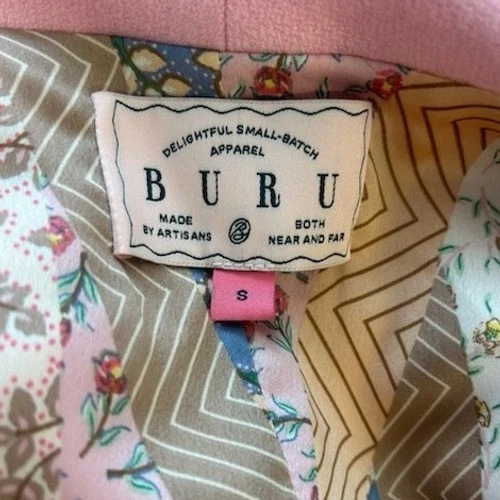 DELIGHTFUL SMALL-BATCH
APPAREL
BURU
MADE
BY ARTISANS
BOTH
NEAR AND FAR
S